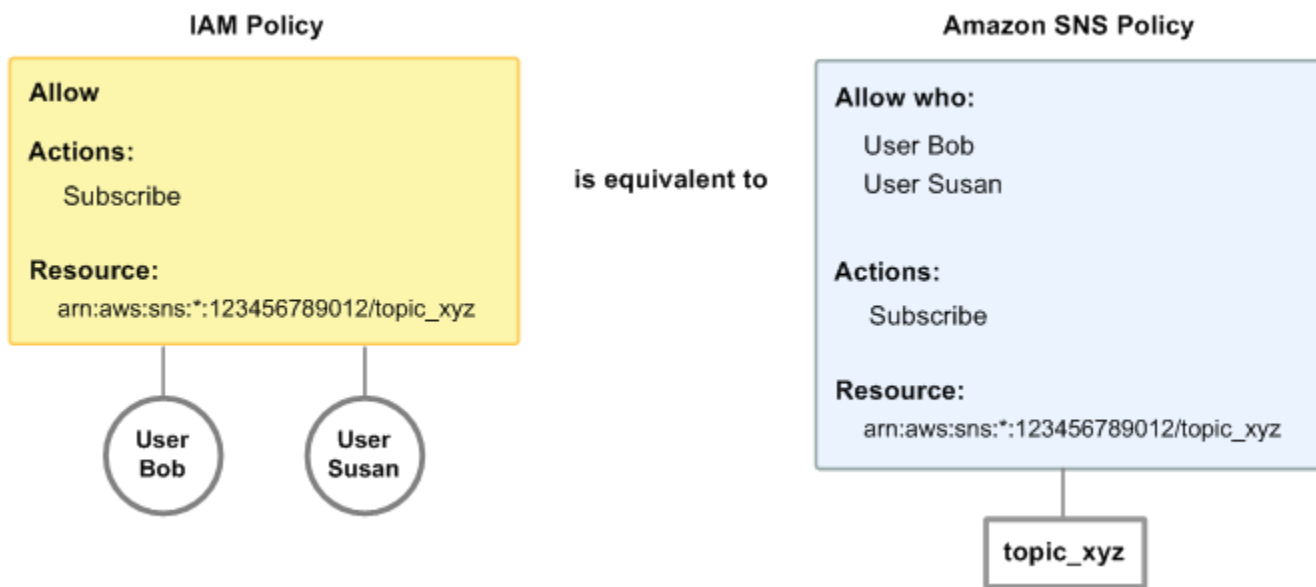 IAM Policy
Allow
Actions:
Subscribe
Resource:
arn:aws:sns:*:123456789012/topic_xyz
User
Bob
User
Susan
is equivalent to
Amazon SNS Policy
Allow who:
User Bob
User Susan
Actions:
Subscribe
Resource:
arn:aws:sns:*:123456789012/topic_xyz
topic_xyz